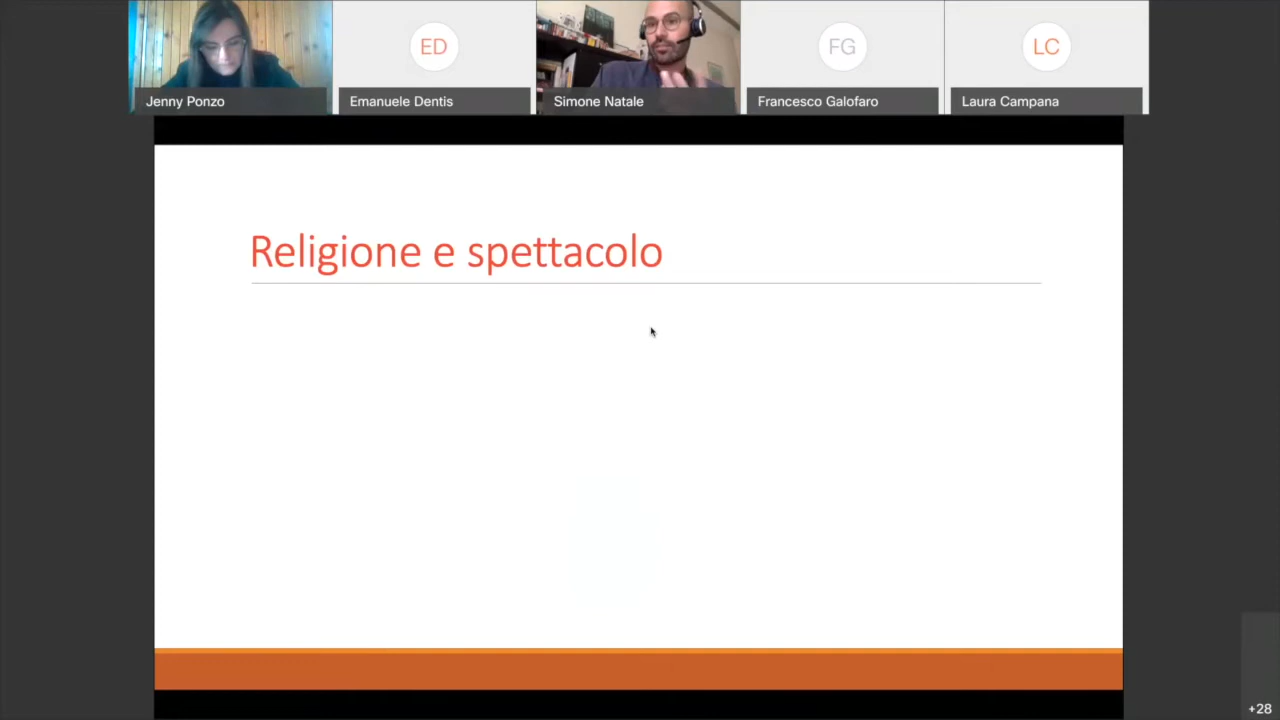 ED
FG
LC
Jenny Ponzo
Emanuele Dentis
Simone Natale
Francesco Galofaro
Laura Campana
Religione e spettacolo
+28